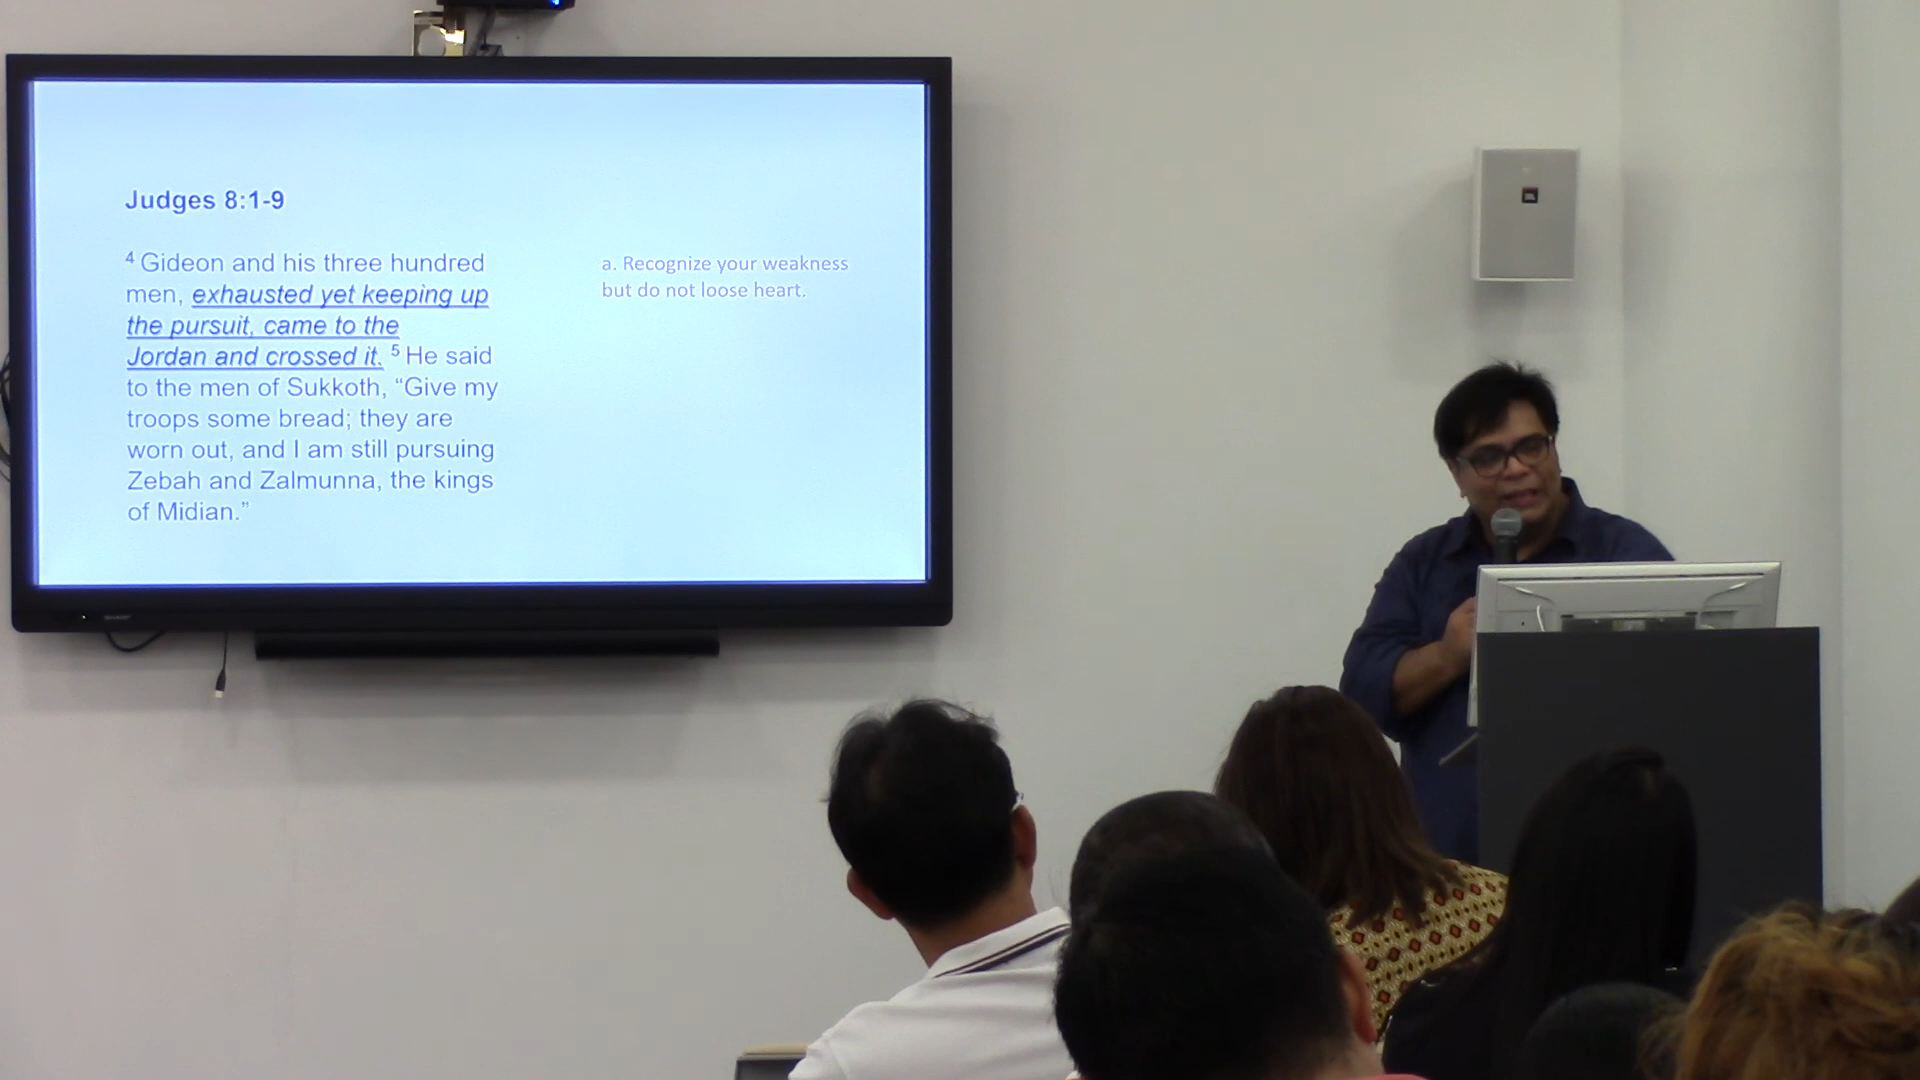 Judges 8:1-9
4 Gideon and his three hundred
men, exhausted yet keeping up
the pursuit, came to the
Jordan and crossed it. 5 He said
to the men of Sukkoth, “Give my
troops some bread; they are
worn out, and I am still pursuing
Zebah and Zalmunna, the kings
of Midian.”
a. Recognize your weakness
but do not loose heart.
SHARP
JBL